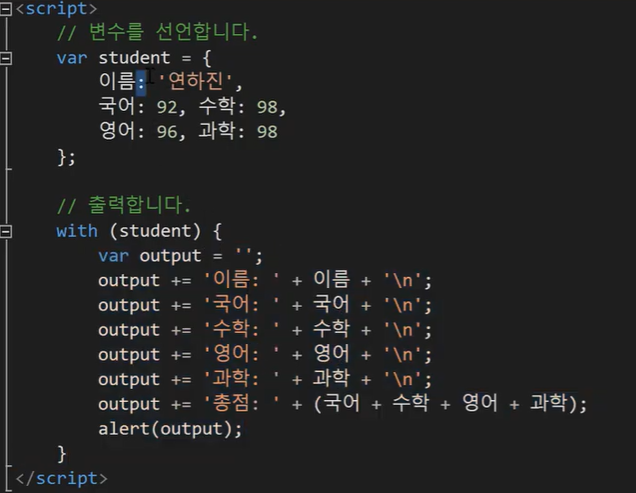 <script>
// 변수를 선언합니다.
var student = {
이름: '연하진',
국어: 92, 수학: 98,
영어: 96, 과학: 98
};
// 출력합니다.
with (student) {
var output = '';
output += '이름: ' + 이름 + '\n';
output += '국어: ' + 국어 + '\n';
output += '수학: ' + 수학 + '\n';
output += '영어: ' + 영어 + '\n';
output += '과학: ' + 과학 + '\n';
output += '총점: ' + (국어 + 수학 + 영어 + 과학);
alert(output);
}
</script>